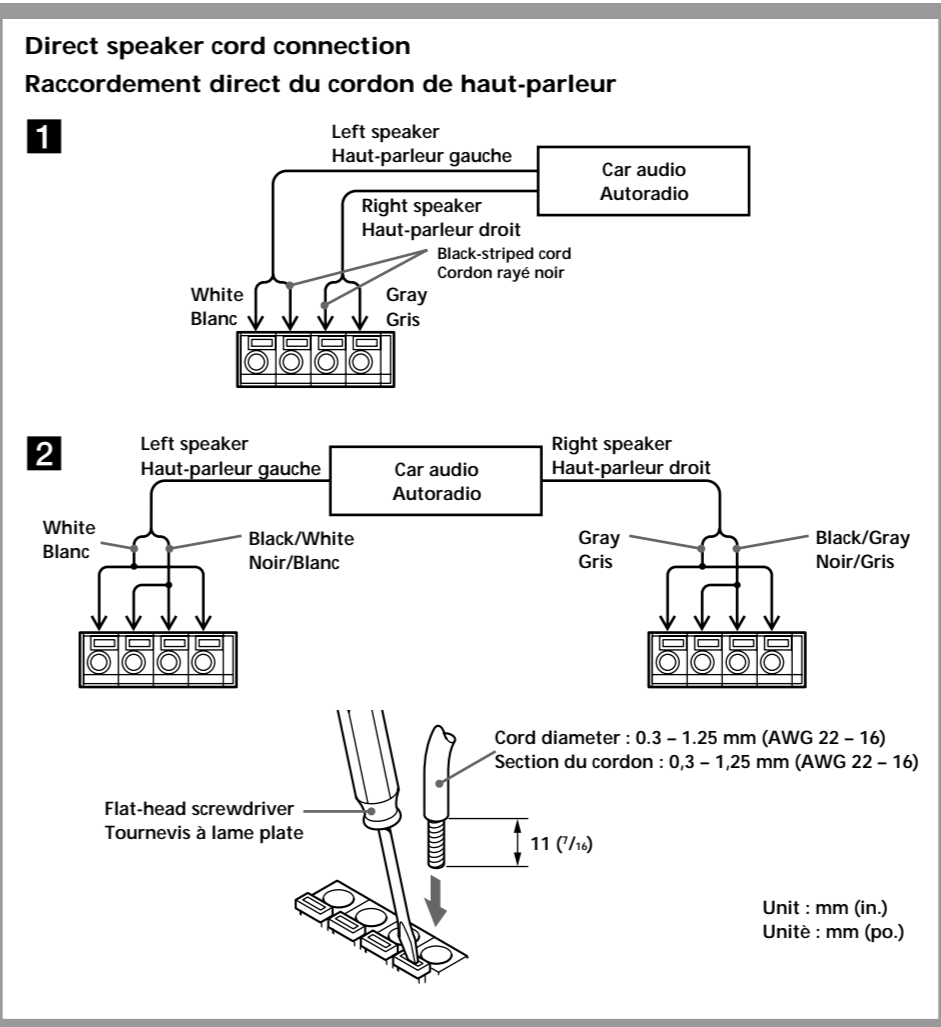 Direct speaker cord connection
Raccordement direct du cordon de haut-parleur
1
Left speaker
Haut-parleur gauche
Car audio
Autoradio
Right speaker
Haut-parleur droit
Black-striped cord
Cordon rayé noir
White
Blanc
Gray
Gris
2
Left speaker
Haut-parleur gauche
Car audio
Autoradio
Right speaker
Haut-parleur droit
White
Blanc
Black/White
Noir/Blanc
Gray
Gris
Black/Gray
Noir/Gris
Cord diameter : 0.3 – 1.25 mm (AWG 22 – 16)
Section du cordon : 0,3 – 1,25 mm (AWG 22 – 16)
Flat-head screwdriver
Tournevis à lame plate
11 (7/16)
Unit : mm (in.)
Unitè : mm (po.)